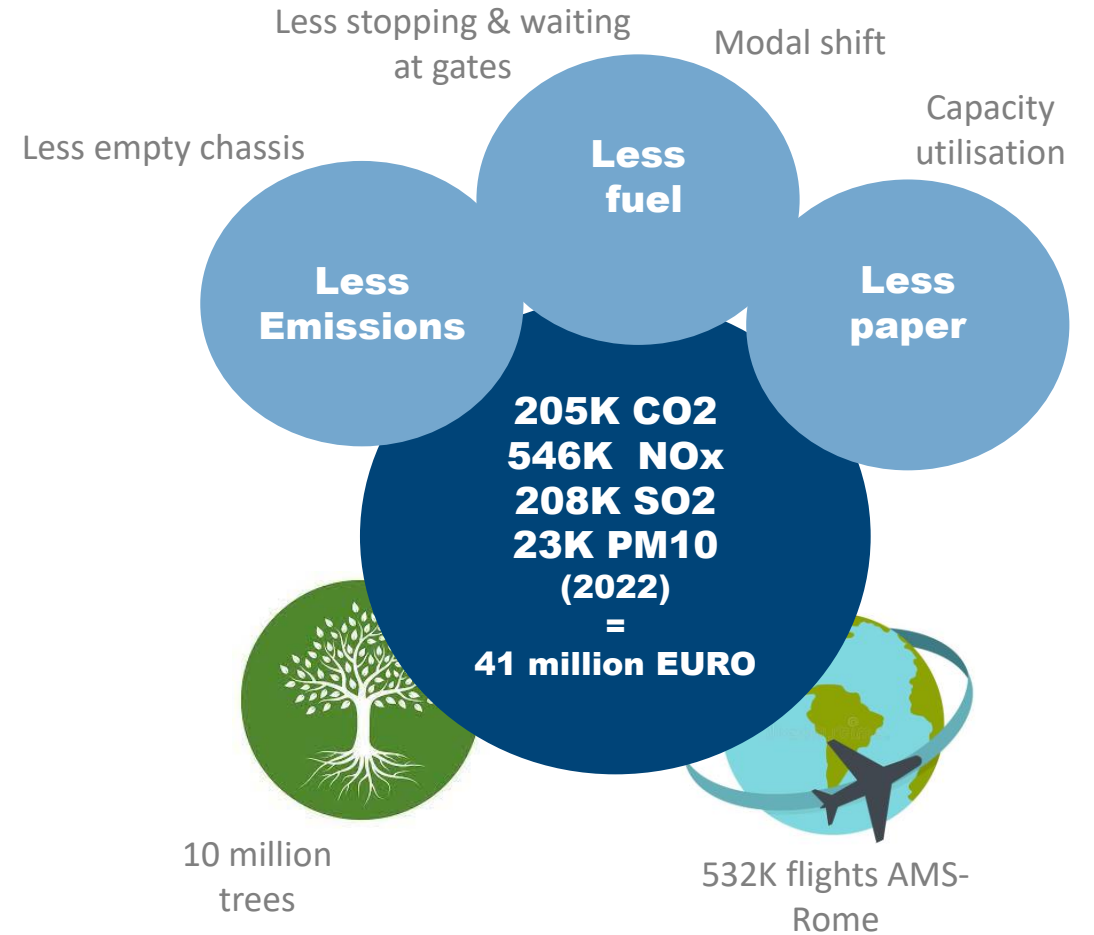 Less stopping & waiting
at gates
Modal shift
Capacity
utilisation
Less empty chassis
Less
fuel
Less
Emissions
Less
paper
205K CO2
546K NOx
208K SO2
23K PM10
(2022)
=
41 million EURO
10 million
trees
532K flights AMS-
Rome